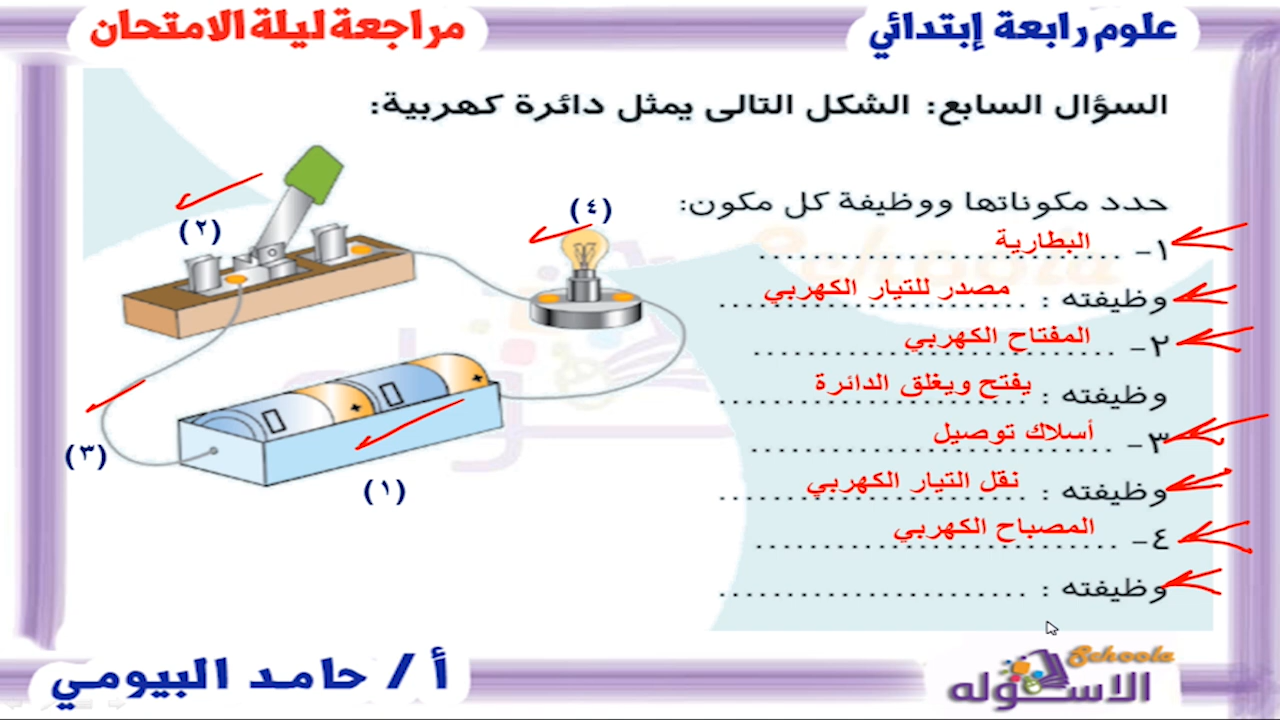 علوم رابعة إبتدائي
مراجعة ليلة الامتحان
السؤال السابع: الشكل التالى يمثل دائرة كهربية:
حدد مكوناتها ووظيفة كل مكون:
١- البطارية
وظيفته : مصدر للتيار الكهربي
٢- المفتاح الكهربي
وظيفته : يفتح ويغلق الدائرة
٣- أسلاك توصيل
وظيفته : نقل التيار الكهربي
٤- المصباح الكهربي
وظيفته : ........................
(٢)
(٤)
(٣)
(١)
أ / حامد البيومي
Schoola
الاسكوله